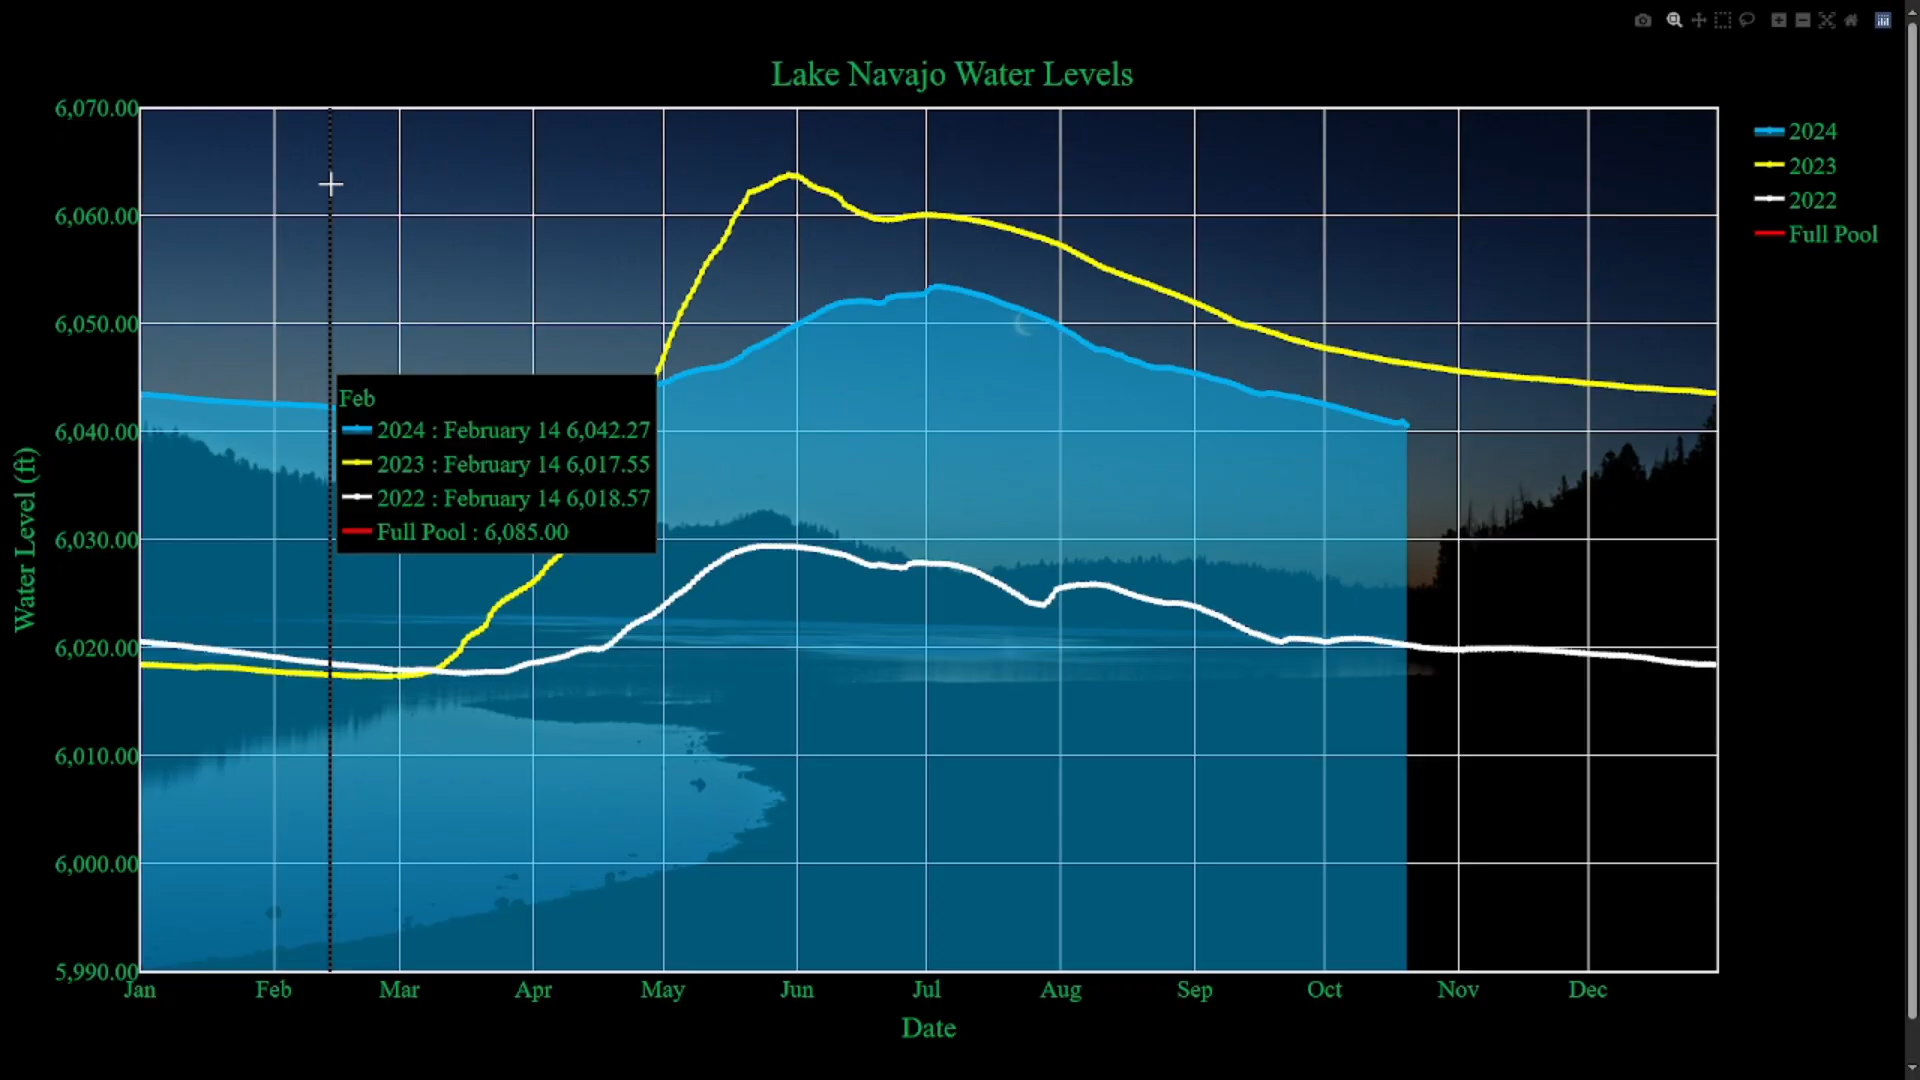 Lake Navajo Water Levels
6,070.00
6,060.00
6,050.00
6,040.00
6,030.00
6,020.00
6,010.00
6,000.00
5,990.00
Water Level (ft)
2024
2023
2022
Full Pool
Feb
2024 : February 14 6,042.27
2023 : February 14 6,017.55
2022 : February 14 6,018.57
Full Pool : 6,085.00
Jan Feb Mar Apr May Jun Jul Aug Sep Oct Nov Dec
Date